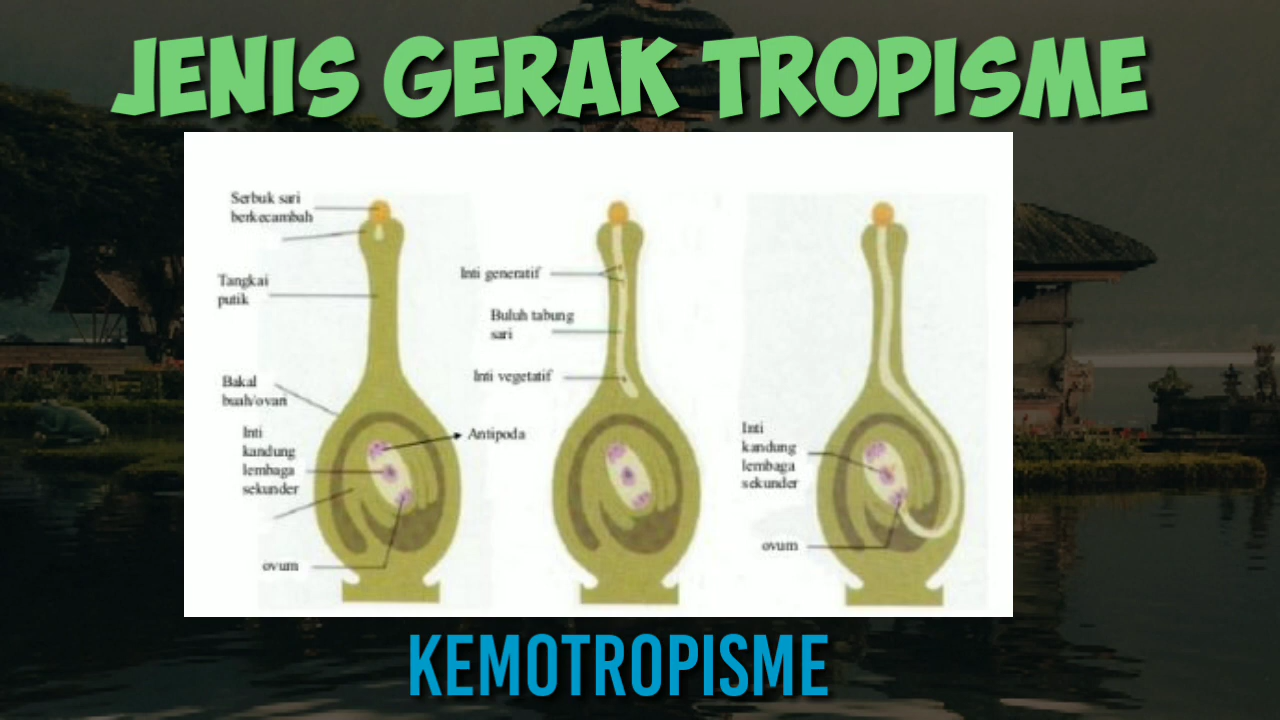 JENIS GERAK TROPISME
Serbuk sari
berkecambah
Tangkai
putik
Bakal
buah/ovari
Inti
kandung
lembaga
sekunder
ovum
Antipoda
Inti generatif
Buluh tabung
sari
Inti vegetatif
Inti
kandung
lembaga
sekunder
ovum
KEMOTROPISME